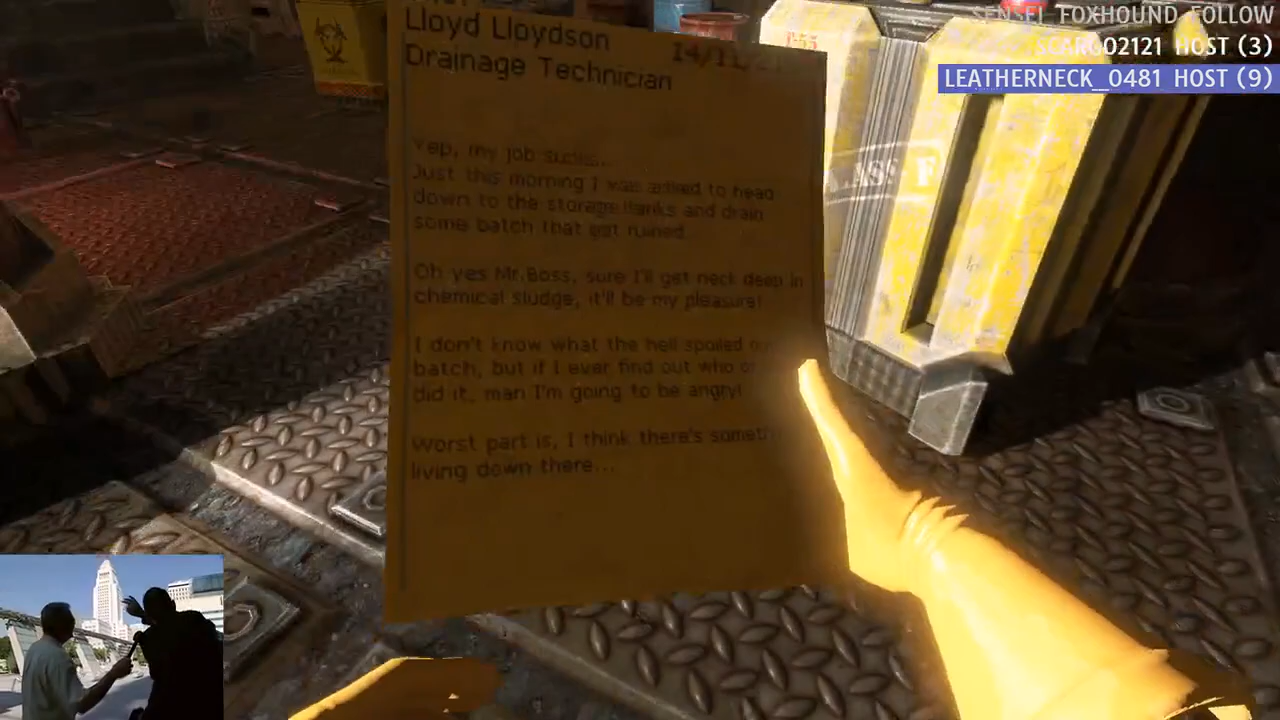 SENSEI_FOXHOUND FOLLOW
SCARCO2121 HOST (3)
LEATHERNECK_0481 HOST (9)
Lloyd Lloydson
14/11/
Drainage Technician
Yep, my job sucks...
Just this morning I was asked to head
down to the storage tanks and drain
some batch that got ruined.
Oh yes Mr.Boss, sure I'll get neck deep in
chemical sludge, it'll be my pleasure!
I don't know what the hell spoiled
batch, but if I ever find out who or
did it, man I'm going to be angry!
Worst part is, I think there's
living down there...
F